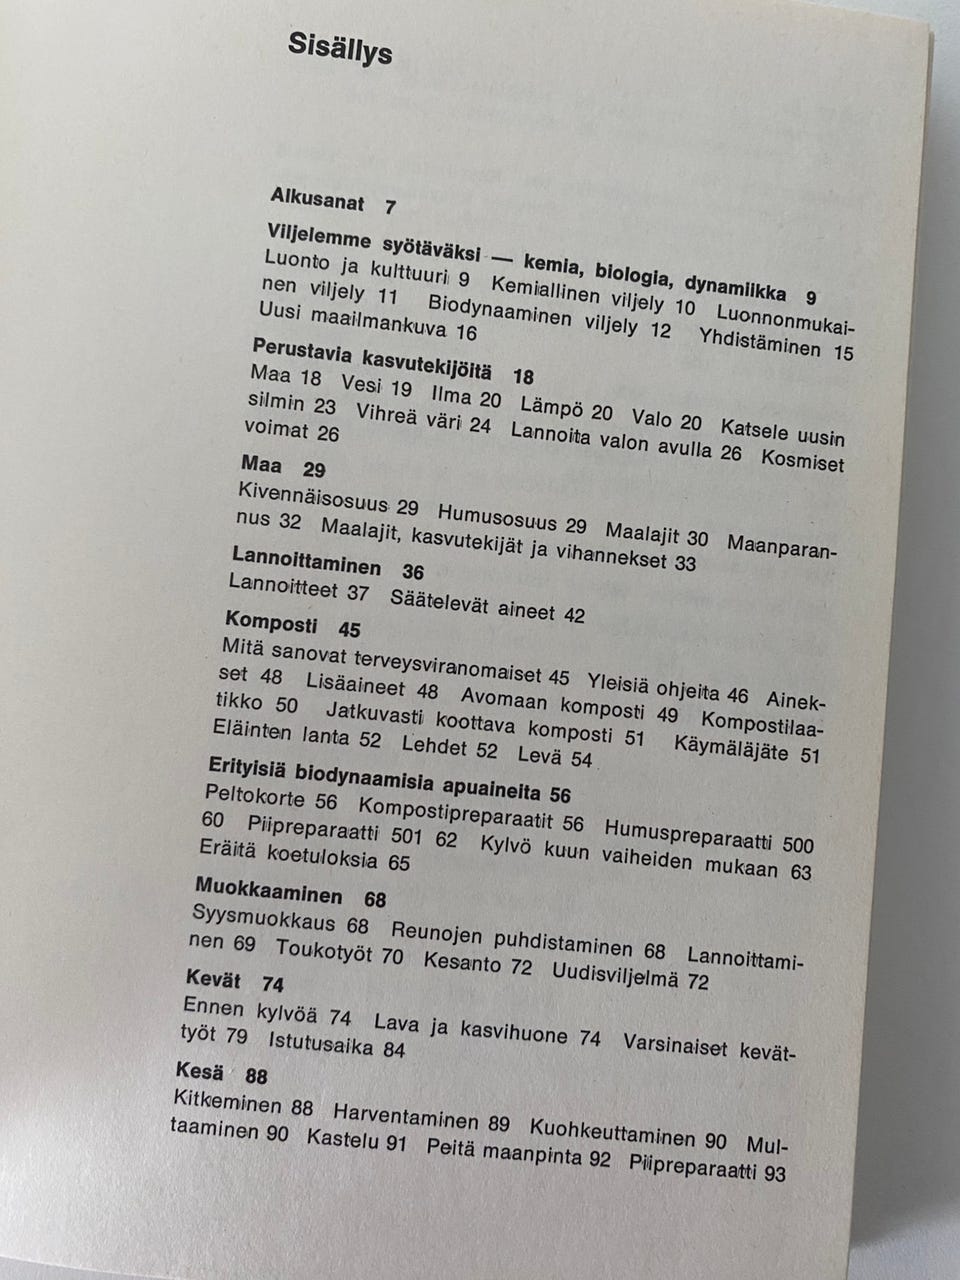 Sisällys
Alkusanat 7
Viljelemme syötäväksi — kemia, biologia, dynamiikka 9
Luonto ja kulttuuri 9 Kemiallinen viljely 10 Luonnonmukai-
nen viljely 11 Biodynaaminen viljely 12 Yhdistäminen 15
Uusi maailmankuva 16
Perustavia kasvutekijöitä 18
Maa 18 Vesi 19 Ilma 20 Lämpö 20 Valo 20 Katsele uusin
silmin 23 Vihreä väri 24 Lannoita valon avulla 26 Kosmiset
voimat 26
Maa 29
Kivennäisosuus 29 Humusosuus 29 Maalajit 30 Maanparan-
nus 32 Maalajit, kasvutekijät ja vihannekset 33
Lannoittaminen 36
Lannoitteet 37 Säätelevät aineet 42
Komposti 45
Mitä sanovat terveysviranomaiset 45 Yleisiä ohjeita 46 Ainek-
set 48 Lisäaineet 48 Avomaan komposti 49 Kompostilaa-
tikko 50 Jatkuvasti koottava komposti 51 Käymäläjäte 51
Eläinten lanta 52 Lehdet 52 Levä 54
Erityisiä biodynaamisia apuaineita 56
Peltokorte 56 Kompostipreparaatit 56 Humuspreparaatti 500
60 Piipreparaatti 501 62 Kylvö kuun vaiheiden mukaan 63
Eräitä koetuloksia 65
Muokkaaminen 68
Syysmuokkaus 68 Reunojen puhdistaminen 68 Lannoittami-
nen 69 Toukotyöt 70 Kesanto 72 Uudisviljelmä 72
Kevät 74
Ennen kylvöä 74 Lava ja kasvihuone 74 Varsinaiset kevät-
työt 79 Istutusaika 84
Kesä 88
Kitkeminen 88 Harventaminen 89 Kuohkeuttaminen 90 Mul-
taaminen 90 Kastelu 91 Peitä maanpinta 92 Piipreparaatti 93